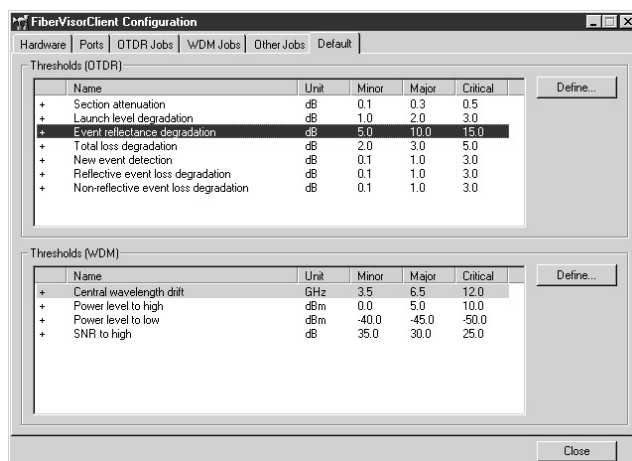 FiberVisorClient Configuration
Hardware Ports OTDR Jobs WDM Jobs Other Jobs Default
Thresholds (OTDR)
Name Unit Minor Major Critical Define...
+ Section attenuation dB 0.1 0.3 0.5
+ Launch level degradation dB 1.0 2.0 3.0
+ Event reflectance degradation dB 5.0 10.0 15.0
+ Total loss degradation dB 2.0 3.0 5.0
+ New event detection dB 0.1 1.0 3.0
+ Reflective event loss degradation dB 0.1 1.0 3.0
+ Non-reflective event loss degradation dB 0.1 1.0 3.0
Thresholds (WDM)
Name Unit Minor Major Critical Define...
+ Central wavelength drift GHz 3.5 6.5 12.0
+ Power level to high dBm 0.0 5.0 10.0
+ Power level to low dBm -40.0 -45.0 -50.0
+ SNR to high dB 35.0 30.0 25.0
Close